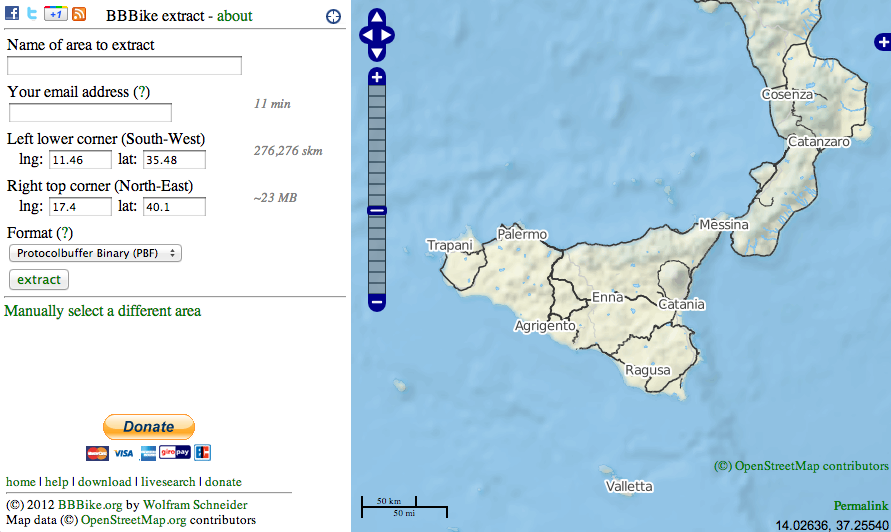 +1
BBBike extract - about
Name of area to extract
Your email address (?)
11 min
Left lower corner (South-West)
lng: 11.46 lat: 35.48
276,276 skm
Right top corner (North-East)
lng: 17.4 lat: 40.1
~23 MB
Format (?)
Protocolbuffer Binary (PBF)
extract
Manually select a different area
Donate
VISA giropay
home | help | download | livesearch | donate
(©) 2012 BBBike.org by Wolfram Schneider
Map data (©) OpenStreetMap.org contributors
Cosenza
Catanzaro
Messina
Palermo
Trapani
Enna
Catania
Agrigento
Ragusa
Valletta
50 km
50 mi
(©) OpenStreetMap contributors
Permalink
14.02636, 37.25540